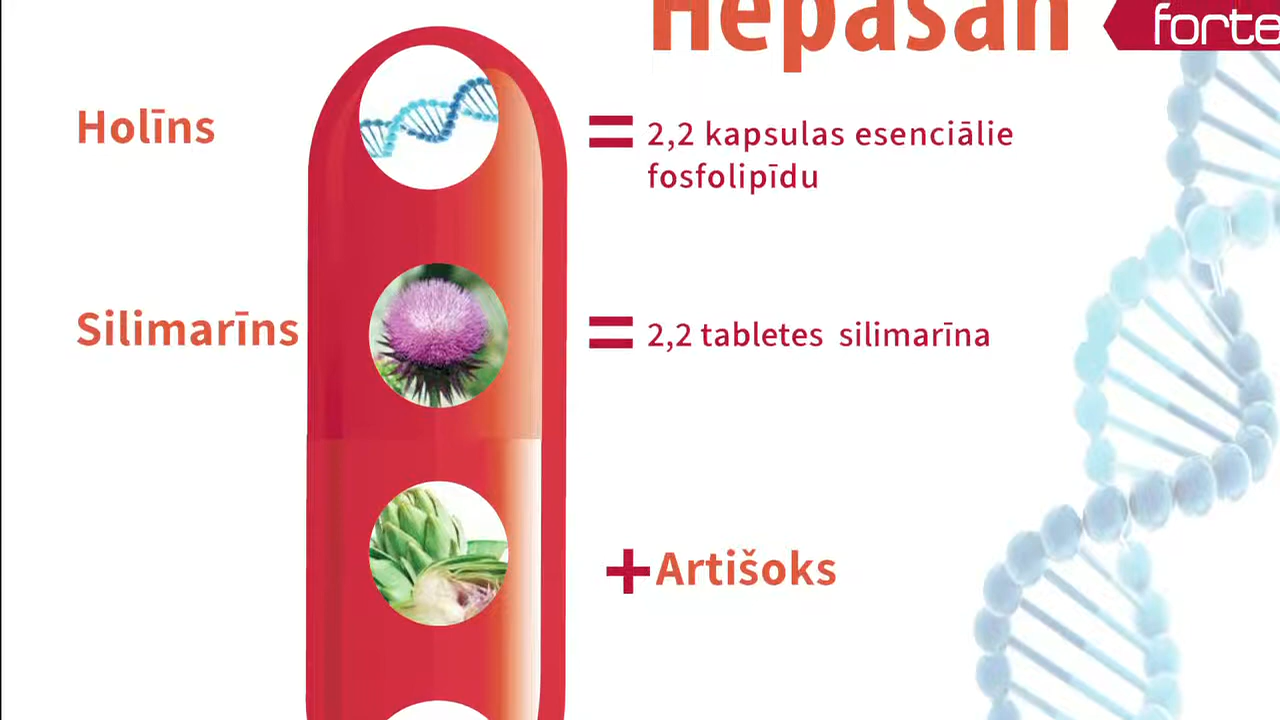 Hepasan forte
Holīns
2,2 kapsulas esenciālie
fosfolipīdu
Silimarīns
2,2 tabletes silimarīna
+Artišoks